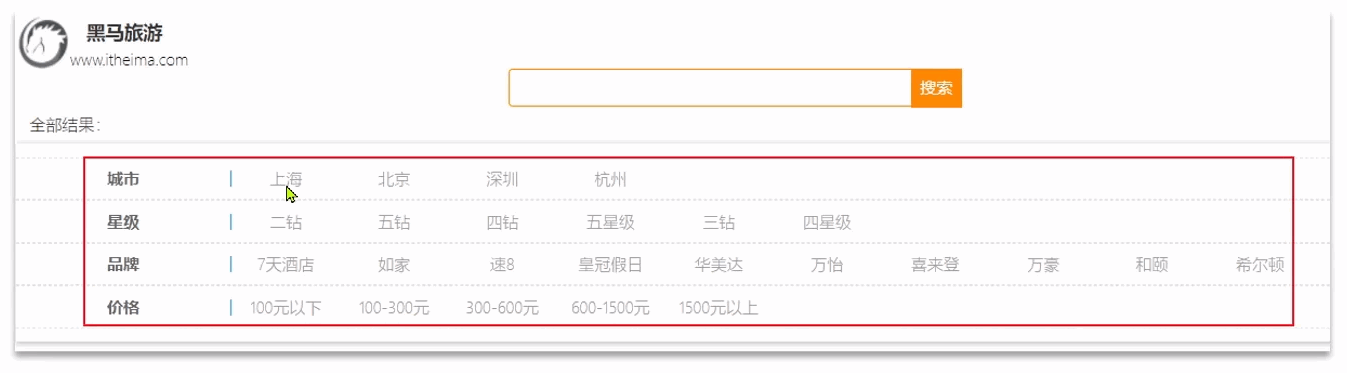 黑马旅游
www.itheima.com
搜索
全部结果：
城市 | 上海 北京 深圳 杭州
星级 | 二钻 五钻 四钻 五星级 三钻 四星级
品牌 | 7天酒店 如家 速8 皇冠假日 华美达 万怡 喜来登 万豪 和颐 希尔顿
价格 | 100元以下 100-300元 300-600元 600-1500元 1500元以上